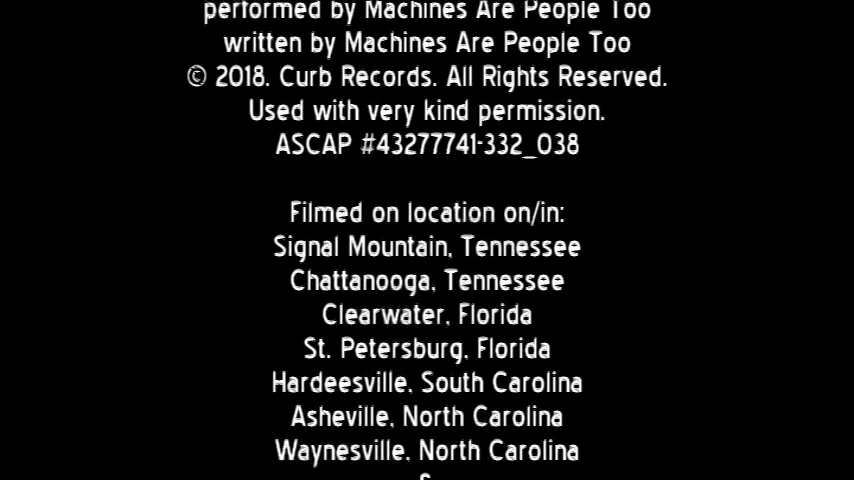 performed by Machines Are People Too
written by Machines Are People Too
© 2018. Curb Records. All Rights Reserved.
Used with very kind permission.
ASCAP #43277741-332_038
Filmed on location on/in:
Signal Mountain, Tennessee
Chattanooga, Tennessee
Clearwater, Florida
St. Petersburg, Florida
Hardeesville, South Carolina
Asheville, North Carolina
Waynesville, North Carolina